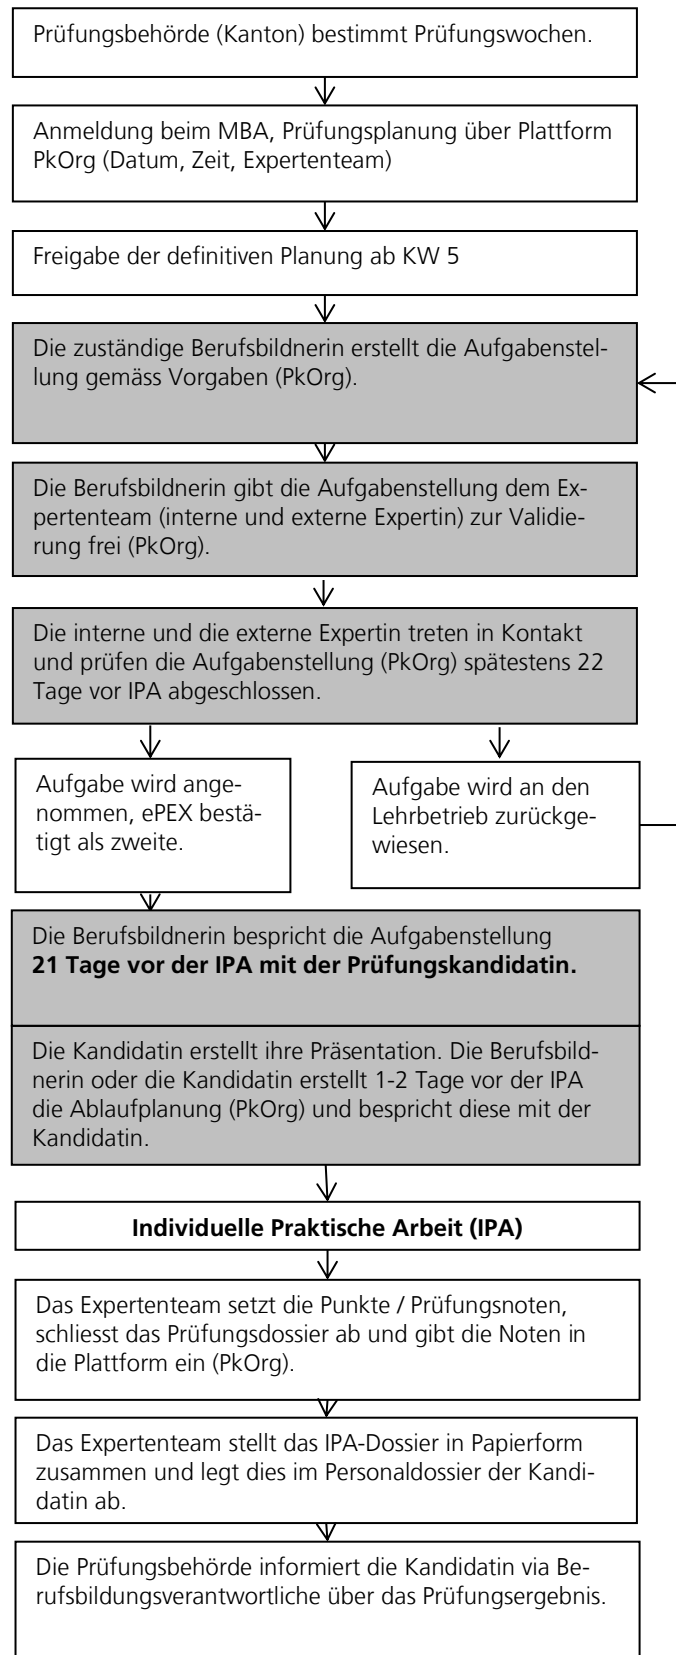 Prüfungsbehörde (Kanton) bestimmt Prüfungswochen.
Anmeldung beim MBA, Prüfungsplanung über Plattform
PkOrg (Datum, Zeit, Expertenteam)
Freigabe der definitiven Planung ab KW 5
Die zuständige Berufsbildnerin erstellt die Aufgabenstel-
lung gemäss Vorgaben (PkOrg).
Die Berufsbildnerin gibt die Aufgabenstellung dem Ex-
pertenteam (interne und externe Expertin) zur Validie-
rung frei (PkOrg).
Die interne und die externe Expertin treten in Kontakt
und prüfen die Aufgabenstellung (PkOrg) spätestens 22
Tage vor IPA abgeschlossen.
Aufgabe wird ange-
nommen, ePEX bestä-
tigt als zweite.
Aufgabe wird an den
Lehrbetrieb zurückge-
wiesen.
Die Berufsbildnerin bespricht die Aufgabenstellung
21 Tage vor der IPA mit der Prüfungskandidatin.
Die Kandidatin erstellt ihre Präsentation. Die Berufsbild-
nerin oder die Kandidatin erstellt 1-2 Tage vor der IPA
die Ablaufplanung (PkOrg) und bespricht diese mit der
Kandidatin.
Individuelle Praktische Arbeit (IPA)
Das Expertenteam setzt die Punkte / Prüfungsnoten,
schliesst das Prüfungsdossier ab und gibt die Noten in
die Plattform ein (PkOrg).
Das Expertenteam stellt das IPA-Dossier in Papierform
zusammen und legt dies im Personaldossier der Kandi-
datin ab.
Die Prüfungsbehörde informiert die Kandidatin via Be-
rufsbildungsverantwortliche über das Prüfungsergebnis.